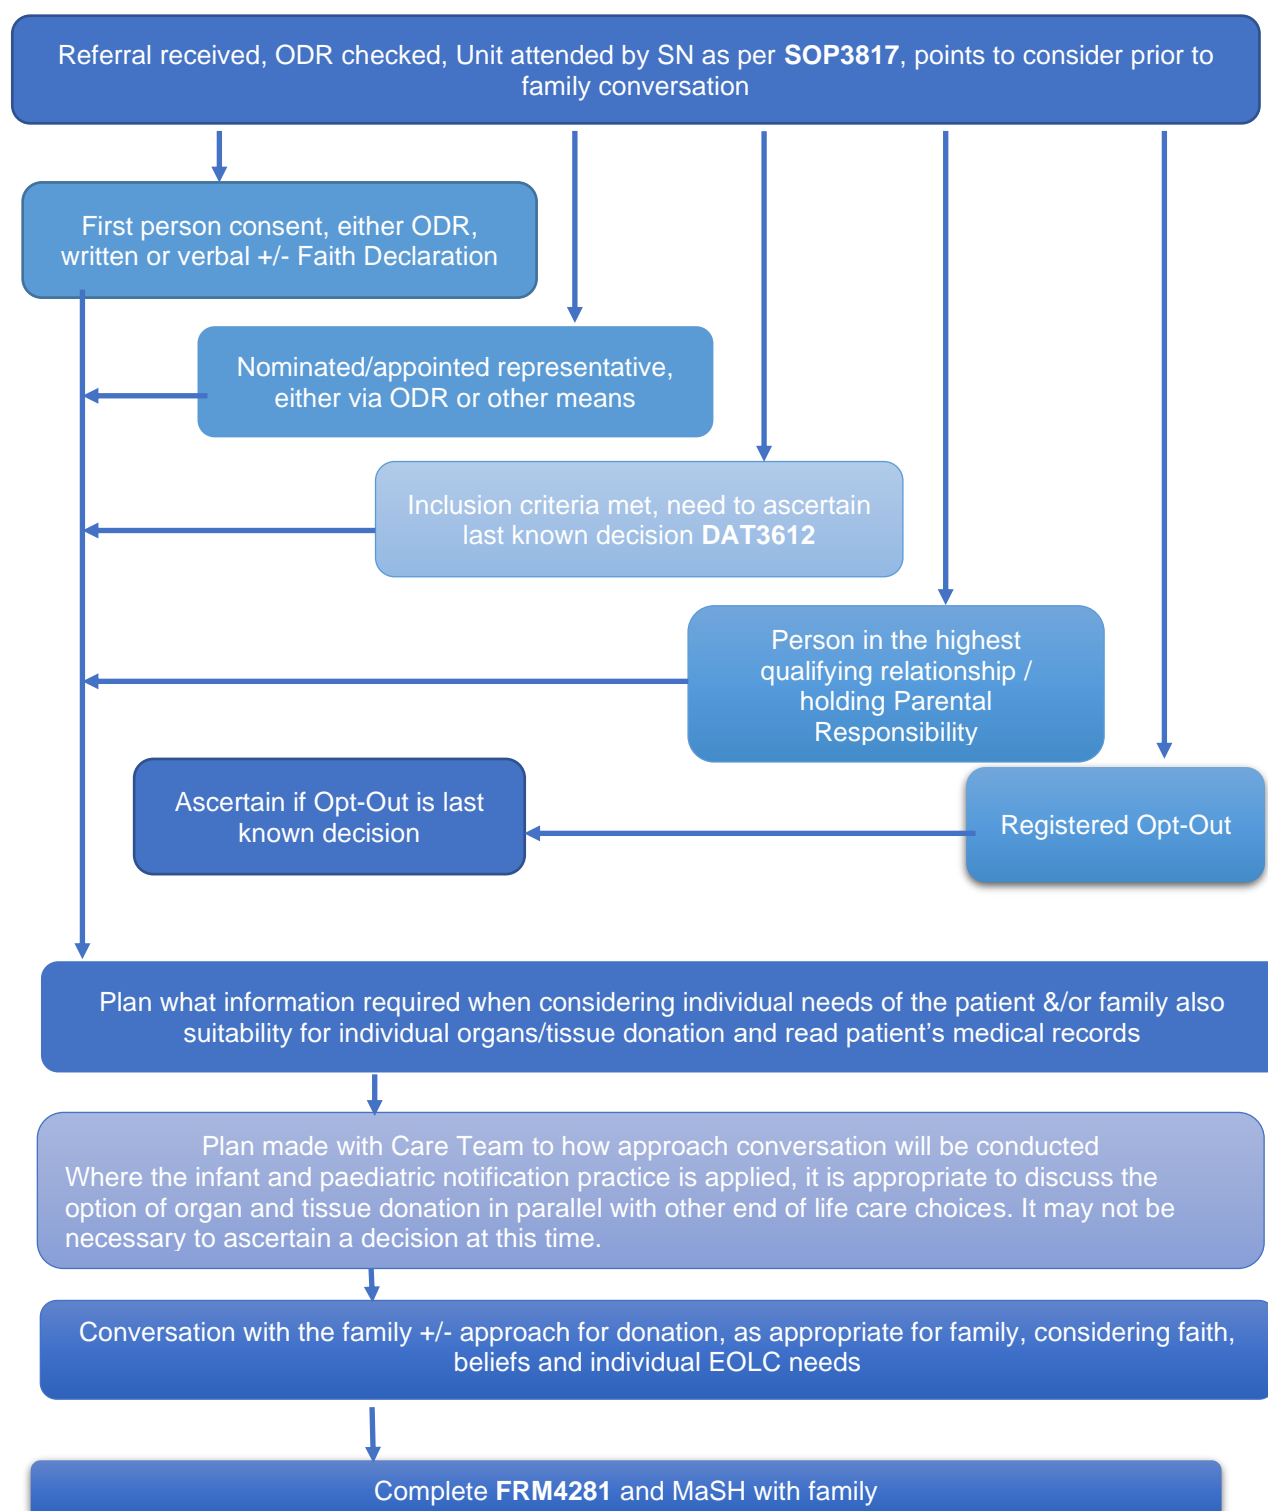 Referral received, ODR checked, Unit attended by SN as per SOP3817, points to consider prior to
family conversation
First person consent, either ODR,
written or verbal +/- Faith Declaration
Nominated/appointed representative,
either via ODR or other means
Inclusion criteria met, need to ascertain
last known decision DAT3612
Person in the highest
qualifying relationship /
holding Parental
Responsibility
Ascertain if Opt-Out is last
known decision
Registered Opt-Out
Plan what information required when considering individual needs of the patient &/or family also
suitability for individual organs/tissue donation and read patient’s medical records
Plan made with Care Team to how approach conversation will be conducted
Where the infant and paediatric notification practice is applied, it is appropriate to discuss the
option of organ and tissue donation in parallel with other end of life care choices. It may not be
necessary to ascertain a decision at this time.
Conversation with the family +/- approach for donation, as appropriate for family, considering faith,
beliefs and individual EOLC needs
Complete FRM4281 and MaSH with family